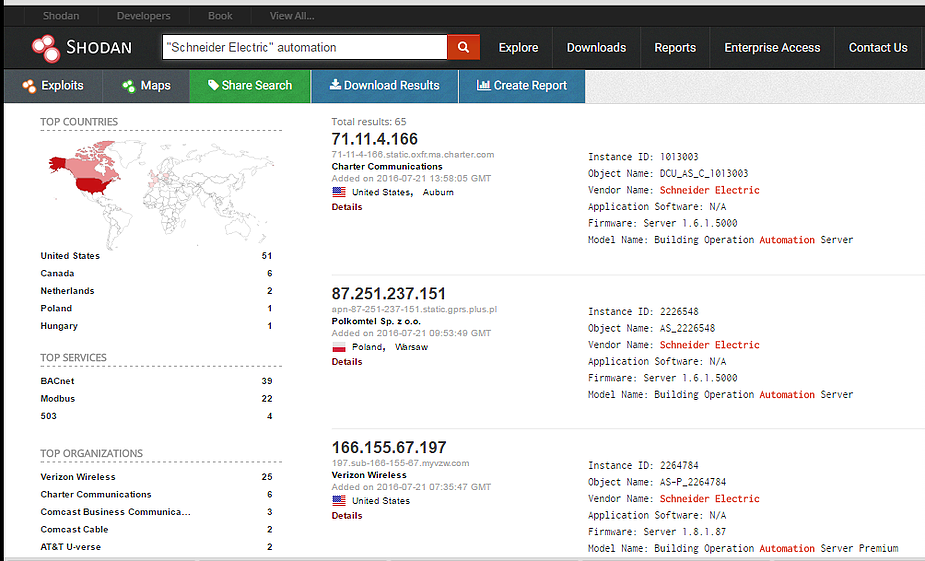 Shodan Developers Book View All...
SHODAN "Schneider Electric" automation Explore Downloads Reports Enterprise Access Contact Us
Exploits Maps Share Search Download Results Create Report
TOP COUNTRIES
United States 51
Canada 6
Netherlands 2
Poland 1
Hungary 1
TOP SERVICES
BACnet 39
Modbus 22
503 4
TOP ORGANIZATIONS
Verizon Wireless 25
Charter Communications 6
Comcast Business Communica... 3
Comcast Cable 2
AT&T U-verse 2
Total results: 65
71.11.4.166
71-11-4-166.static.oxfr.ma.charter.com
Charter Communications
Added on 2016-07-21 13:58:05 GMT
United States, Auburn
Details
Instance ID: 1013003
Object Name: DCU_AS_C_1013003
Vendor Name: Schneider Electric
Application Software: N/A
Firmware: Server 1.6.1.5000
Model Name: Building Operation Automation Server
87.251.237.151
apn-87-251-237-151.static.gprs.plus.pl
Polkomtel Sp. z o.o.
Added on 2016-07-21 09:53:49 GMT
Poland, Warsaw
Details
Instance ID: 2226548
Object Name: AS_2226548
Vendor Name: Schneider Electric
Application Software: N/A
Firmware: Server 1.6.1.5000
Model Name: Building Operation Automation Server
166.155.67.197
197.sub-166-155-67.myvzw.com
Verizon Wireless
Added on 2016-07-21 07:35:47 GMT
United States
Details
Instance ID: 2264784
Object Name: AS-P_2264784
Vendor Name: Schneider Electric
Application Software: N/A
Firmware: Server 1.8.1.87
Model Name: Building Operation Automation Server Premium